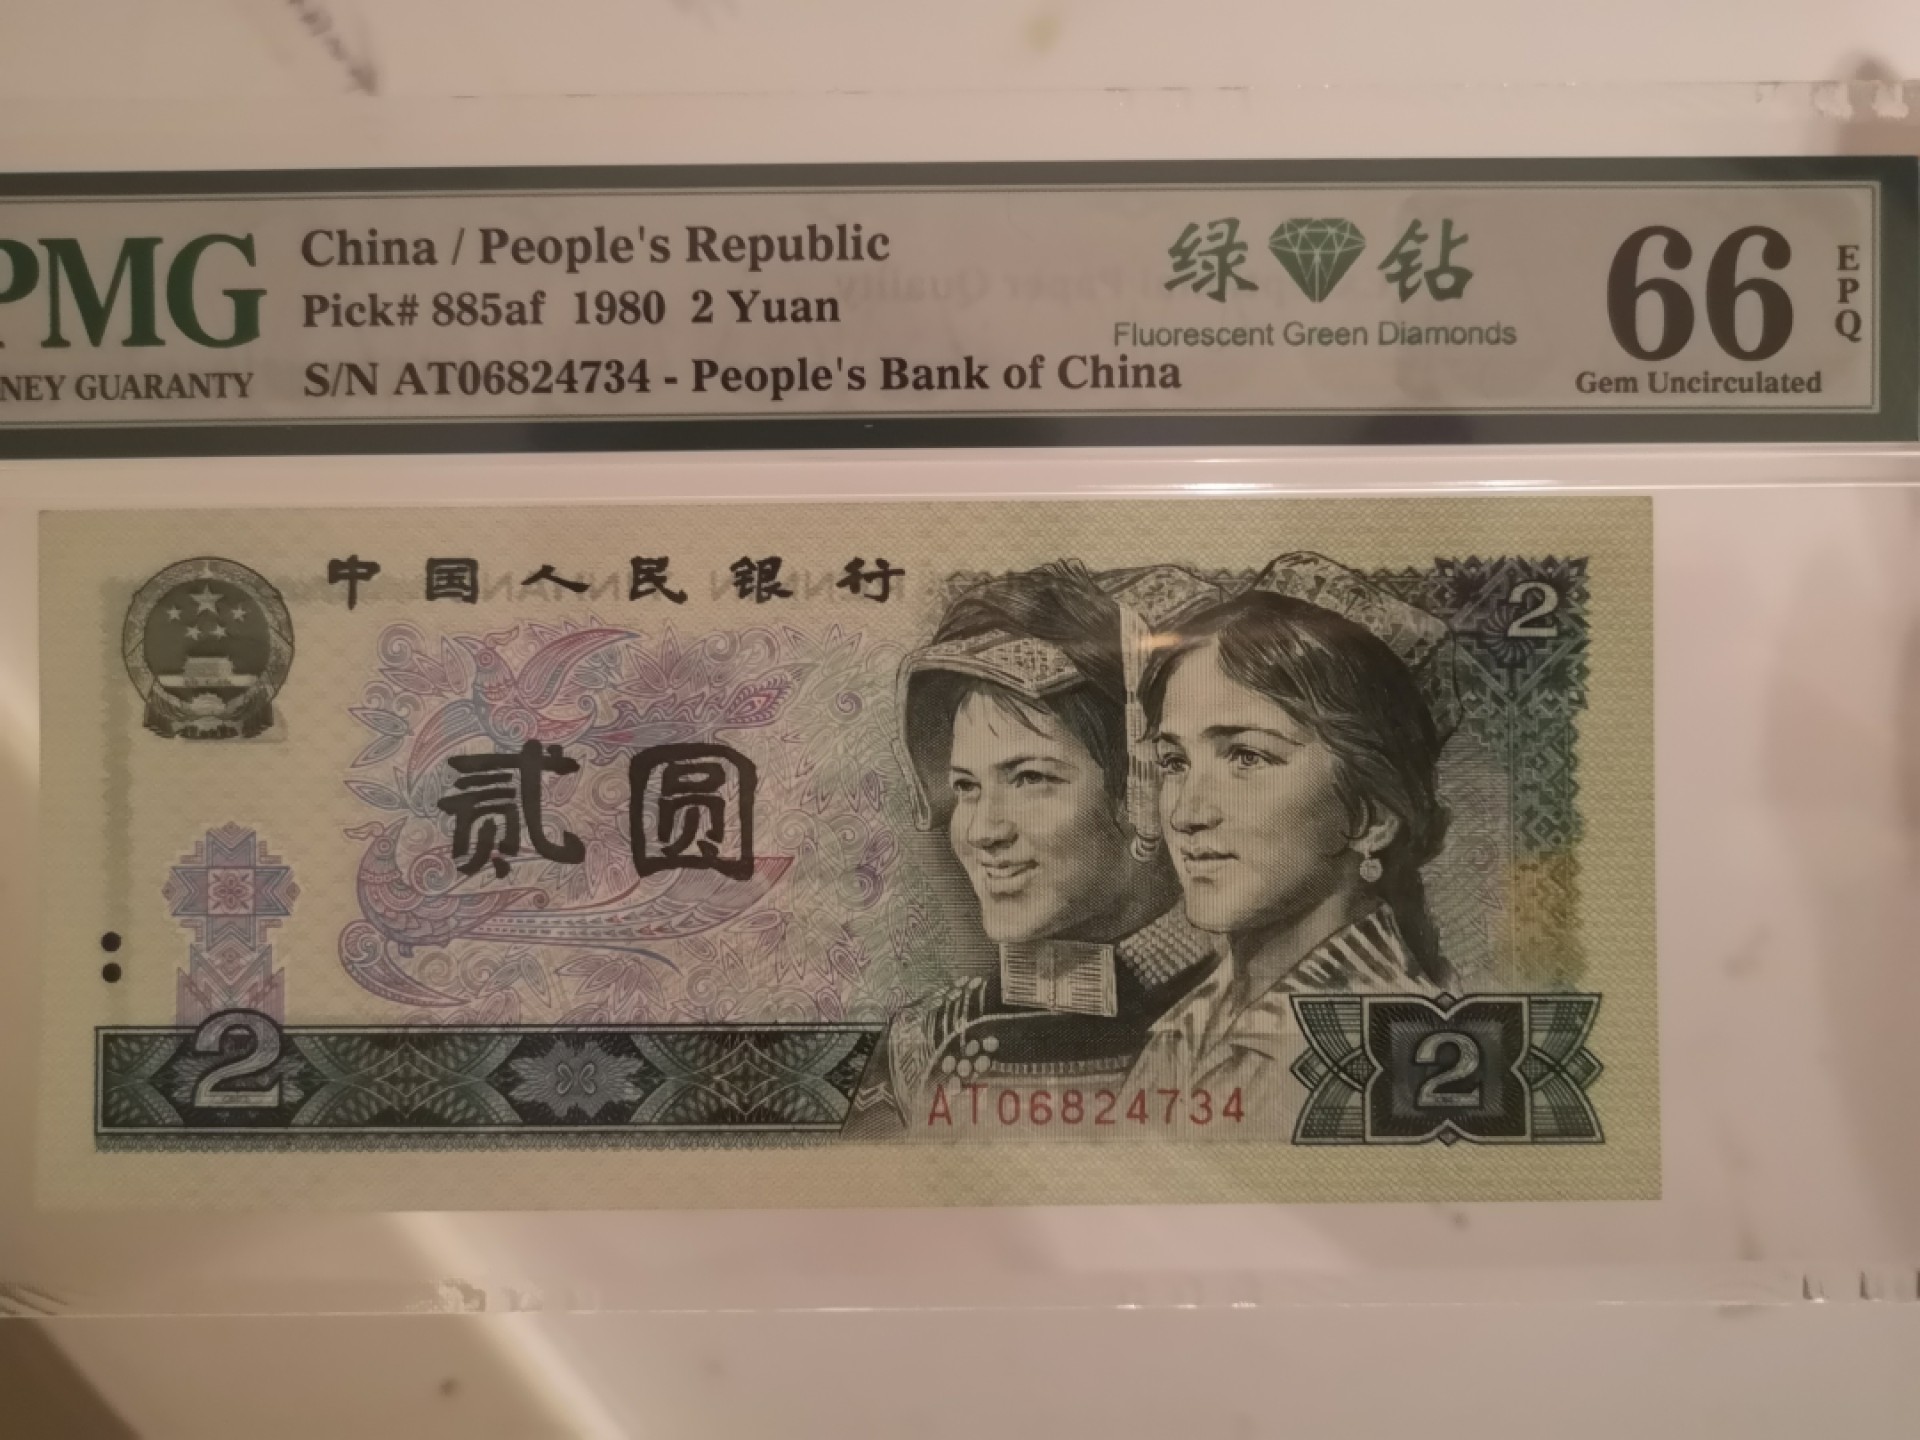 PMG
NEY GUARANTY
China / People's Republic
Pick# 885af 1980 2 Yuan
S/N AT06824734 - People's Bank of China
绿 钻
Fluorescent Green Diamonds
66
EPQ
Gem Uncirculated
中国人民银行
2
贰圆
2
AT06824734
2